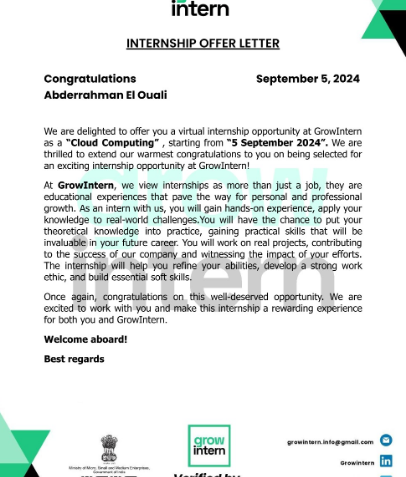 intern
INTERNSHIP OFFER LETTER
Congratulations September 5, 2024
Abderrahman El Ouali
We are delighted to offer you a virtual internship opportunity at GrowIntern
as a “Cloud Computing” , starting from “5 September 2024”. We are
thrilled to extend our warmest congratulations to you on being selected for
an exciting internship opportunity at GrowIntern!
At GrowIntern, we view internships as more than just a job, they are
educational experiences that pave the way for personal and professional
growth. As an intern with us, you will gain hands-on experience, apply your
knowledge to real-world challenges.You will have the chance to put your
theoretical knowledge into practice, gaining practical skills that will be
invaluable in your future career. You will work on real projects, contributing
to the success of our company and witnessing the impact of your efforts.
The internship will help you refine your abilities, develop a strong work
ethic, and build essential soft skills.
Once again, congratulations on this well-deserved opportunity. We are
excited to work with you and make this internship a rewarding experience
for both you and GrowIntern.
Welcome aboard!
Best regards
grow
intern
grow
intern
growintern.info@gmail.com
Growintern
Ministry of Micro, Small and Medium Enterprises,
Government of India
Verified by